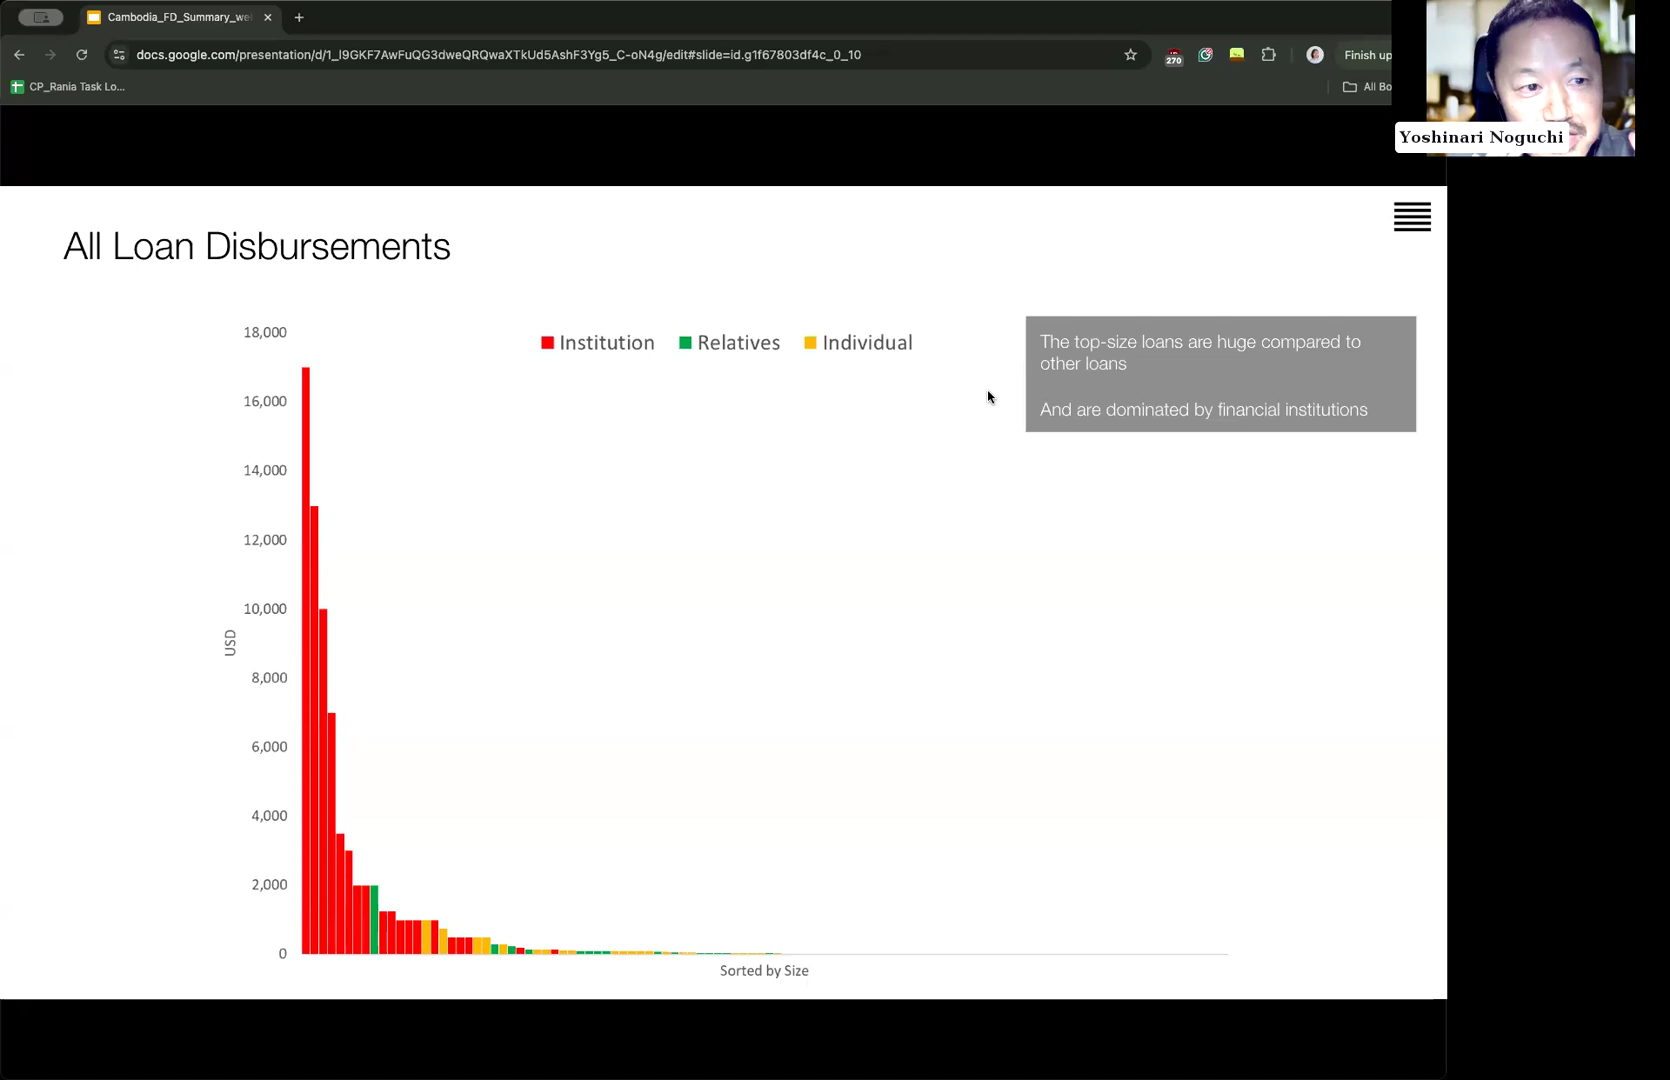 Cambodia_FD_Summary_we
docs.google.com/presentation/d/1_l9GKF7AwFuQG3dweQRQwaXTkUd5AshF3Yg5_C-oN4g/edit#slide=id.g1f67803df4c_0_10
270
Finish up
CP_Rania Task Lo...
All Bo
Yoshinari Noguchi
All Loan Disbursements
Institution Relatives Individual
The top-size loans are huge compared to
other loans
And are dominated by financial institutions
18,000
16,000
14,000
12,000
10,000
8,000
6,000
4,000
2,000
0
USD
Sorted by Size